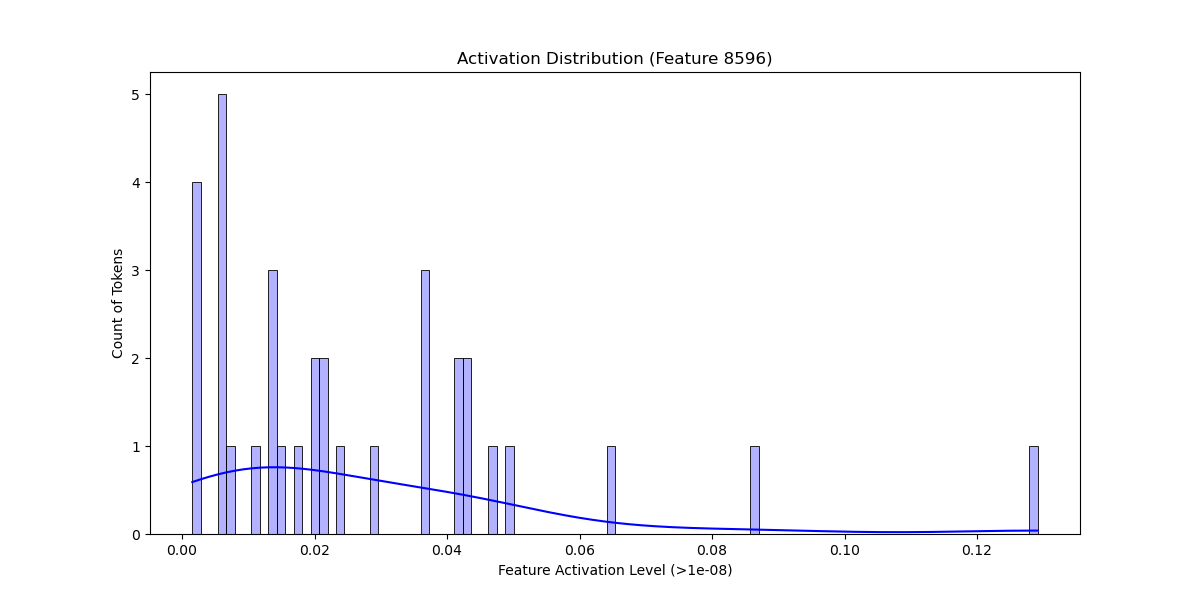 Activation Distribution (Feature 8596)
Count of Tokens
5
4
3
2
1
0
0.00 0.02 0.04 0.06 0.08 0.10 0.12
Feature Activation Level (>1e-08)